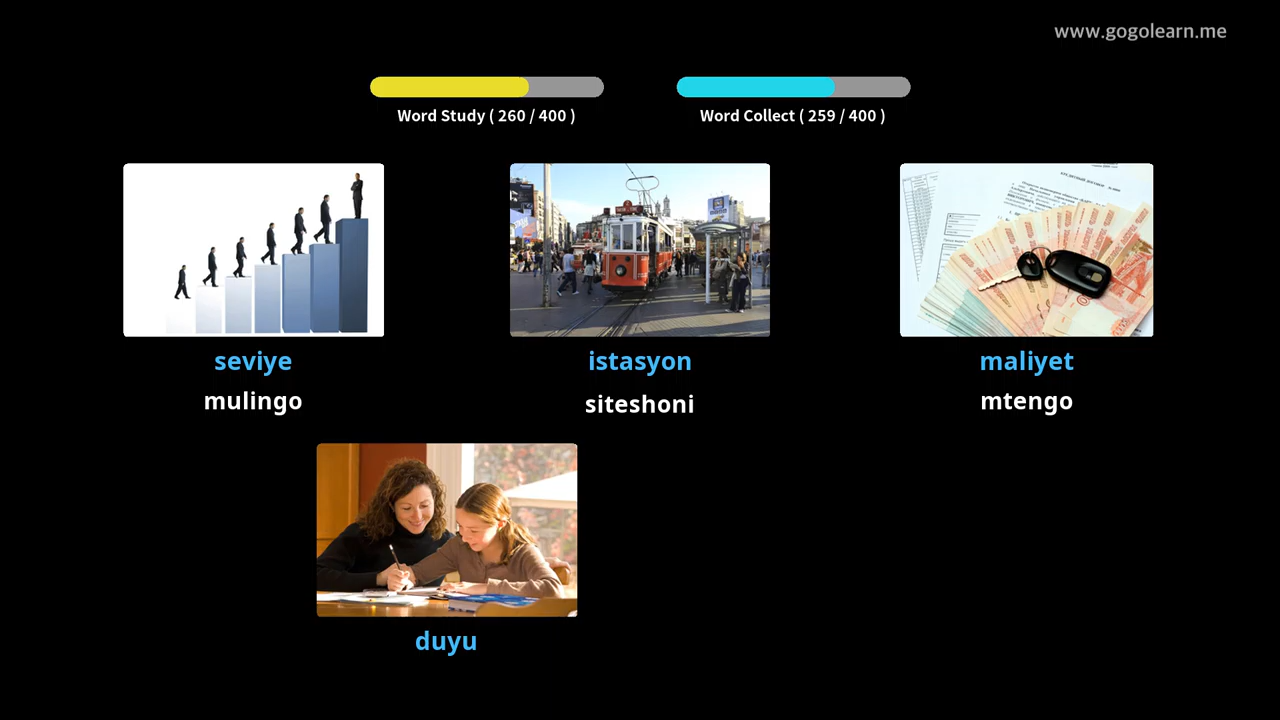 www.gogolearn.me
Word Study ( 260 / 400 )
Word Collect ( 259 / 400 )
seviye
istasyon
maliyet
mulingo
siteshoni
mtengo
duyu